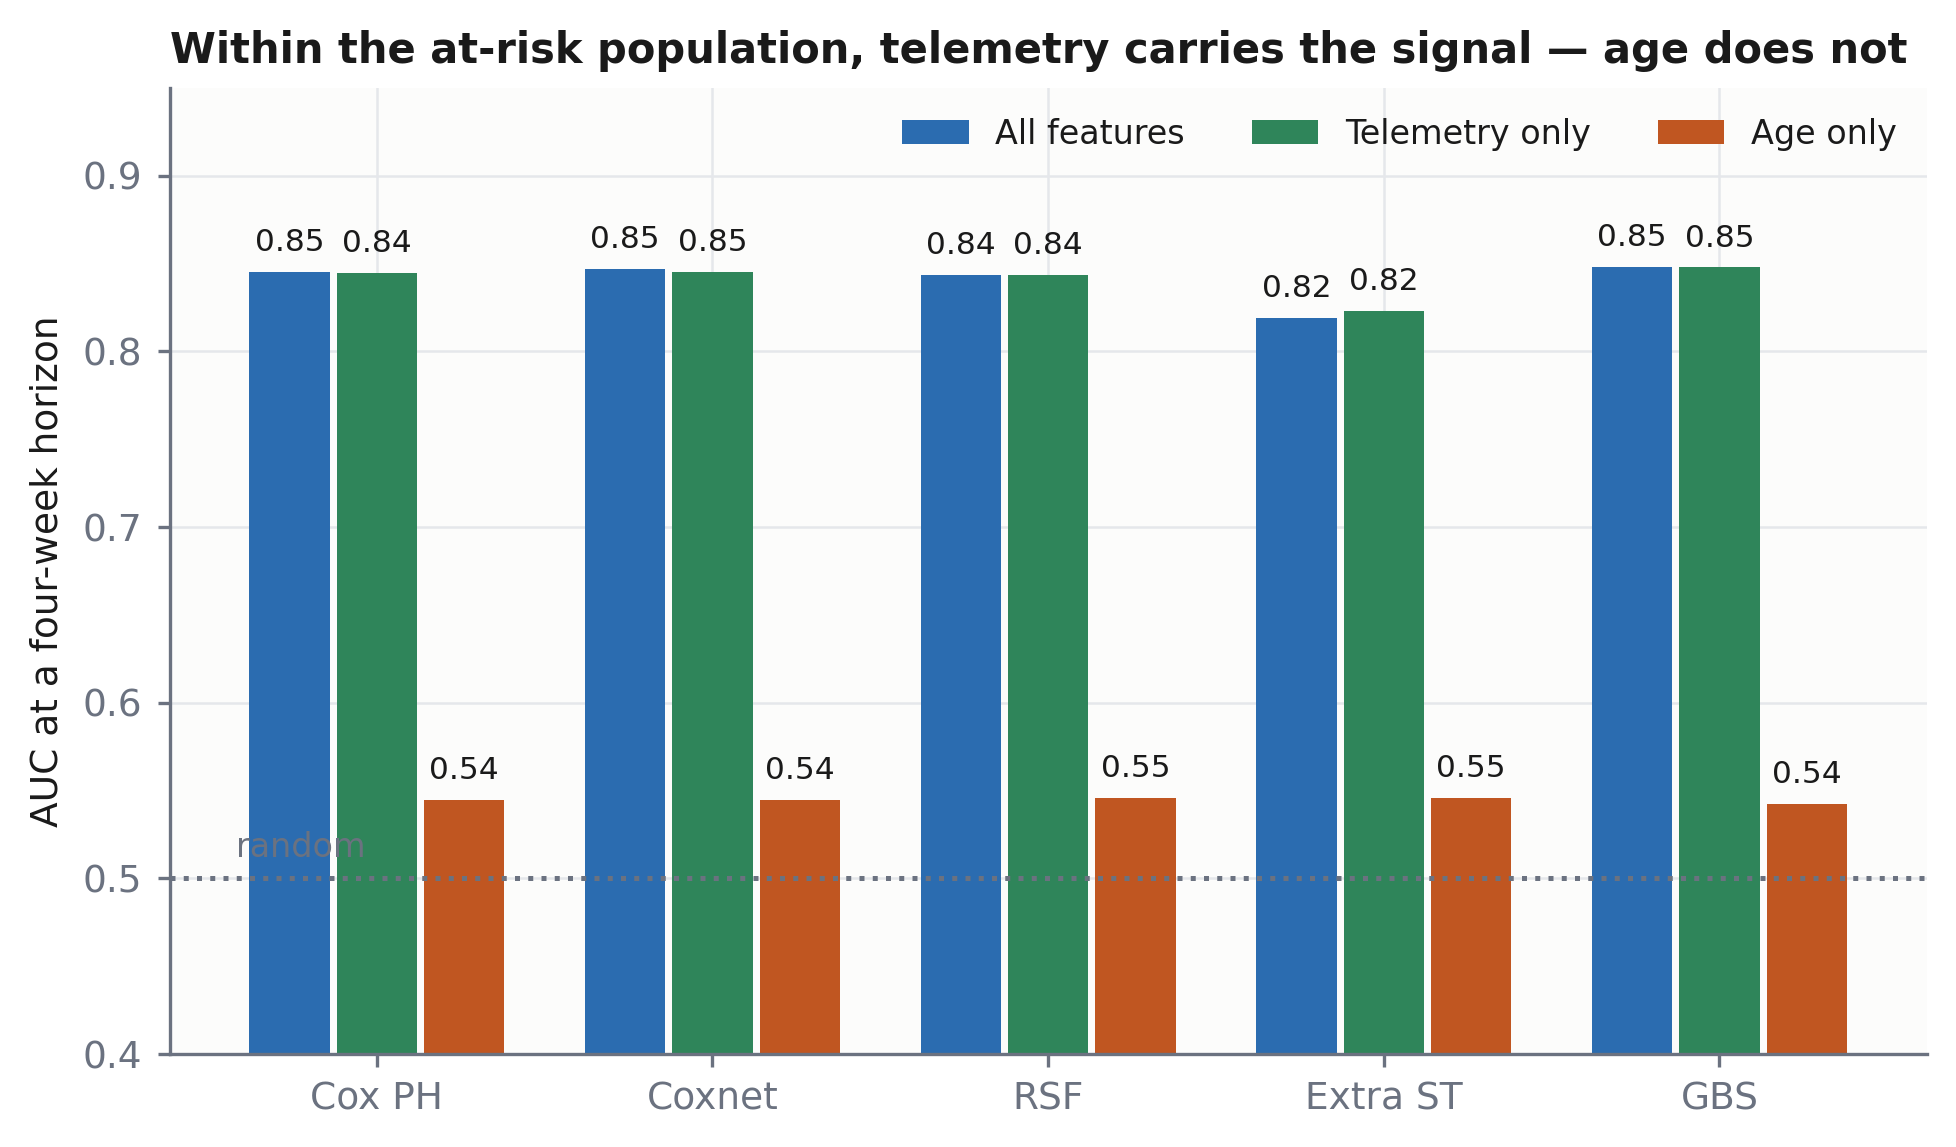 Within the at-risk population, telemetry carries the signal — age does not
All features Telemetry only Age only
AUC at a four-week horizon
0.9
0.8
0.7
0.6
0.5
0.4
0.85 0.84 0.54
0.85 0.85 0.54
0.84 0.84 0.55
0.82 0.82 0.55
0.85 0.85 0.54
random
Cox PH Coxnet RSF Extra ST GBS